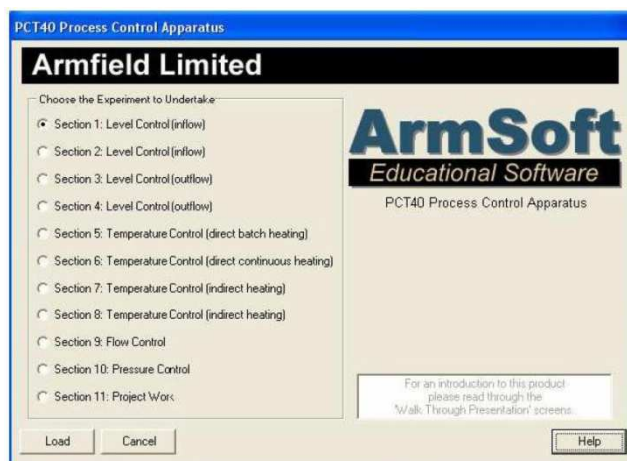 PCT40 Process Control Apparatus
Armfield Limited
Choose the Experiment to Undertake
Section 1: Level Control (inflow)
Section 2: Level Control (inflow)
Section 3: Level Control (outflow)
Section 4: Level Control (outflow)
Section 5: Temperature Control (direct batch heating)
Section 6: Temperature Control (direct continuous heating)
Section 7: Temperature Control (indirect heating)
Section 8: Temperature Control (indirect heating)
Section 9: Flow Control
Section 10: Pressure Control
Section 11: Project Work
ArmSoft
Educational Software
PCT40 Process Control Apparatus
For an introduction to this product
please read through the
'Walk Through Presentation' screens.
Load
Cancel
Help